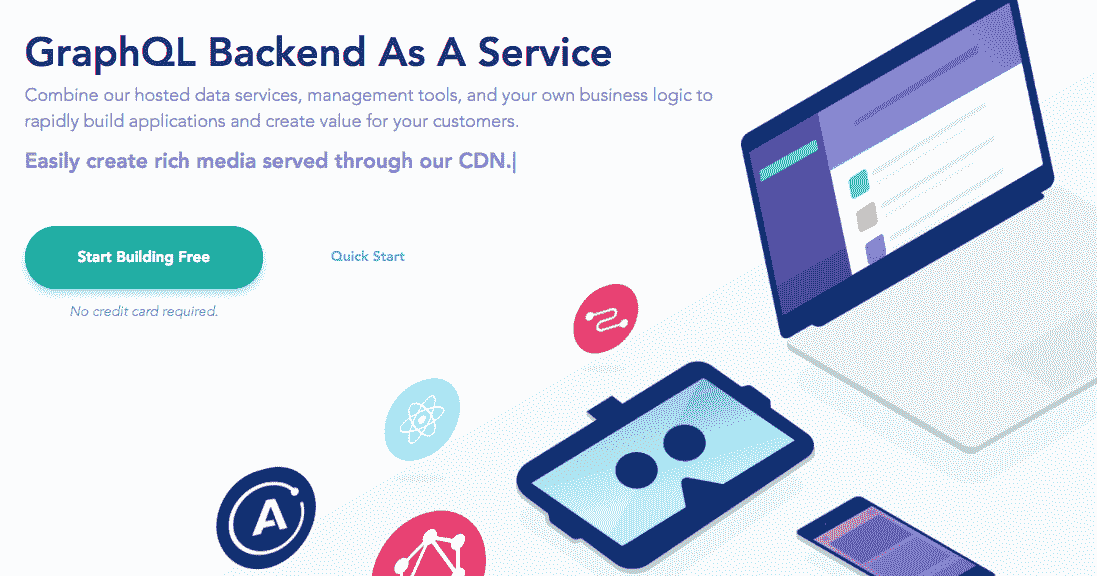 GraphQL Backend As A Service
Combine our hosted data services, management tools, and your own business logic to
rapidly build applications and create value for your customers.
Easily create rich media served through our CDN.|
Start Building Free
Quick Start
No credit card required.
A